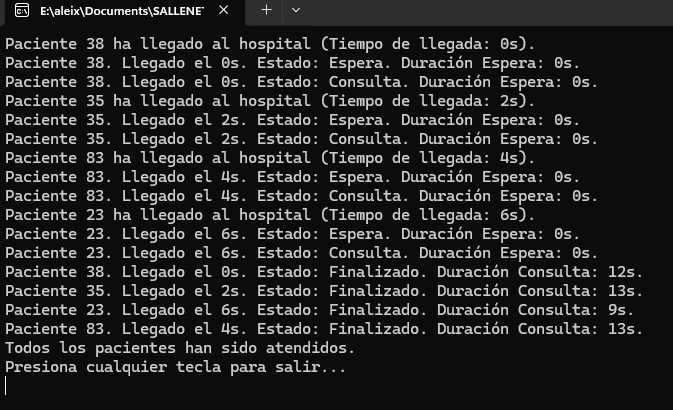 E:\aleix\Documents\SALLENE
Paciente 38 ha llegado al hospital (Tiempo de llegada: 0s).
Paciente 38. Llegado el 0s. Estado: Espera. Duración Espera: 0s.
Paciente 38. Llegado el 0s. Estado: Consulta. Duración Espera: 0s.
Paciente 35 ha llegado al hospital (Tiempo de llegada: 2s).
Paciente 35. Llegado el 2s. Estado: Espera. Duración Espera: 0s.
Paciente 35. Llegado el 2s. Estado: Consulta. Duración Espera: 0s.
Paciente 83 ha llegado al hospital (Tiempo de llegada: 4s).
Paciente 83. Llegado el 4s. Estado: Espera. Duración Espera: 0s.
Paciente 83. Llegado el 4s. Estado: Consulta. Duración Espera: 0s.
Paciente 23 ha llegado al hospital (Tiempo de llegada: 6s).
Paciente 23. Llegado el 6s. Estado: Espera. Duración Espera: 0s.
Paciente 23. Llegado el 6s. Estado: Consulta. Duración Espera: 0s.
Paciente 38. Llegado el 0s. Estado: Finalizado. Duración Consulta: 12s.
Paciente 35. Llegado el 2s. Estado: Finalizado. Duración Consulta: 13s.
Paciente 23. Llegado el 6s. Estado: Finalizado. Duración Consulta: 9s.
Paciente 83. Llegado el 4s. Estado: Finalizado. Duración Consulta: 13s.
Todos los pacientes han sido atendidos.
Presiona cualquier tecla para salir...